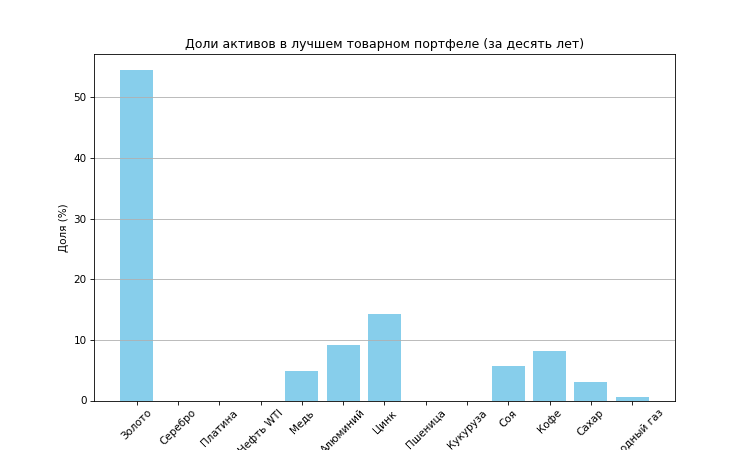 Доли активов в лучшем товарном портфеле (за десять лет)
Доля (%)
50
40
30
20
10
0
Золото
Серебро
Платина
Нефть WTI
Медь
Алюминий
Цинк
Пшеница
Кукуруза
Соя
Кофе
Сахар
одный газ